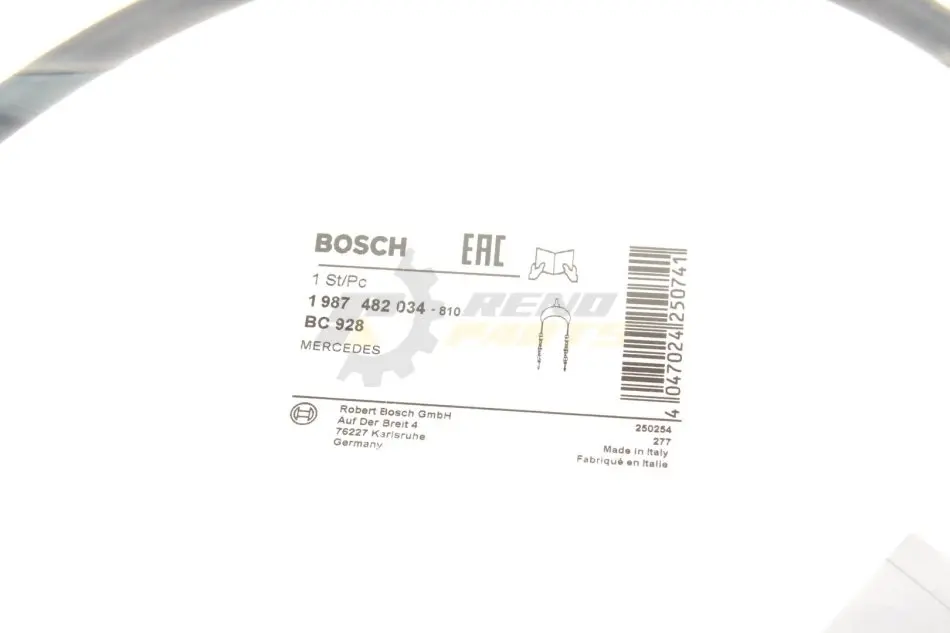 BOSCH EAC
1 St/Pc
1 987 482 034 - 810
BC 928
MERCEDES
RENO
PARTS
4 047024 250741
Robert Bosch GmbH
Auf Der Breit 4
76227 Karlsruhe
Germany
250254
277
Made in Italy
Fabriqué en Italie